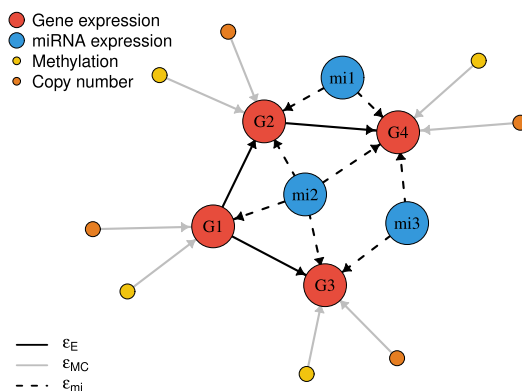 Gene expression
miRNA expression
Methylation
Copy number
mi1
G2
G4
mi2
G1
mi3
G3
εE
εMC
εmi